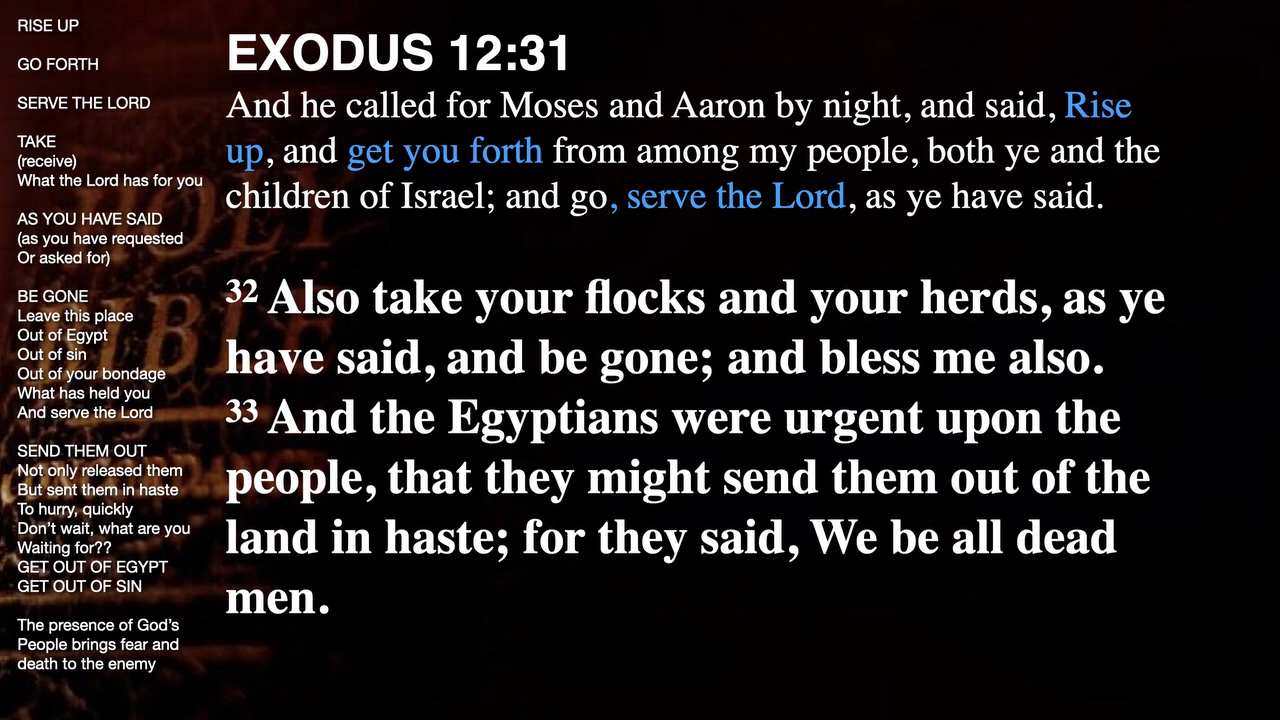 RISE UP
GO FORTH
SERVE THE LORD
TAKE
(receive)
What the Lord has for you
AS YOU HAVE SAID
(as you have requested
Or asked for)
BE GONE
Leave this place
Out of Egypt
Out of sin
Out of your bondage
What has held you
And serve the Lord
SEND THEM OUT
Not only released them
But sent them in haste
To hurry, quickly
Don’t wait, what are you
Waiting for??
GET OUT OF EGYPT
GET OUT OF SIN
The presence of God’s
People brings fear and
death to the enemy
EXODUS 12:31
And he called for Moses and Aaron by night, and said, Rise
up, and get you forth from among my people, both ye and the
children of Israel; and go, serve the Lord, as ye have said.
32 Also take your flocks and your herds, as ye
have said, and be gone; and bless me also.
33 And the Egyptians were urgent upon the
people, that they might send them out of the
land in haste; for they said, We be all dead
men.
HOLY
BIBLE